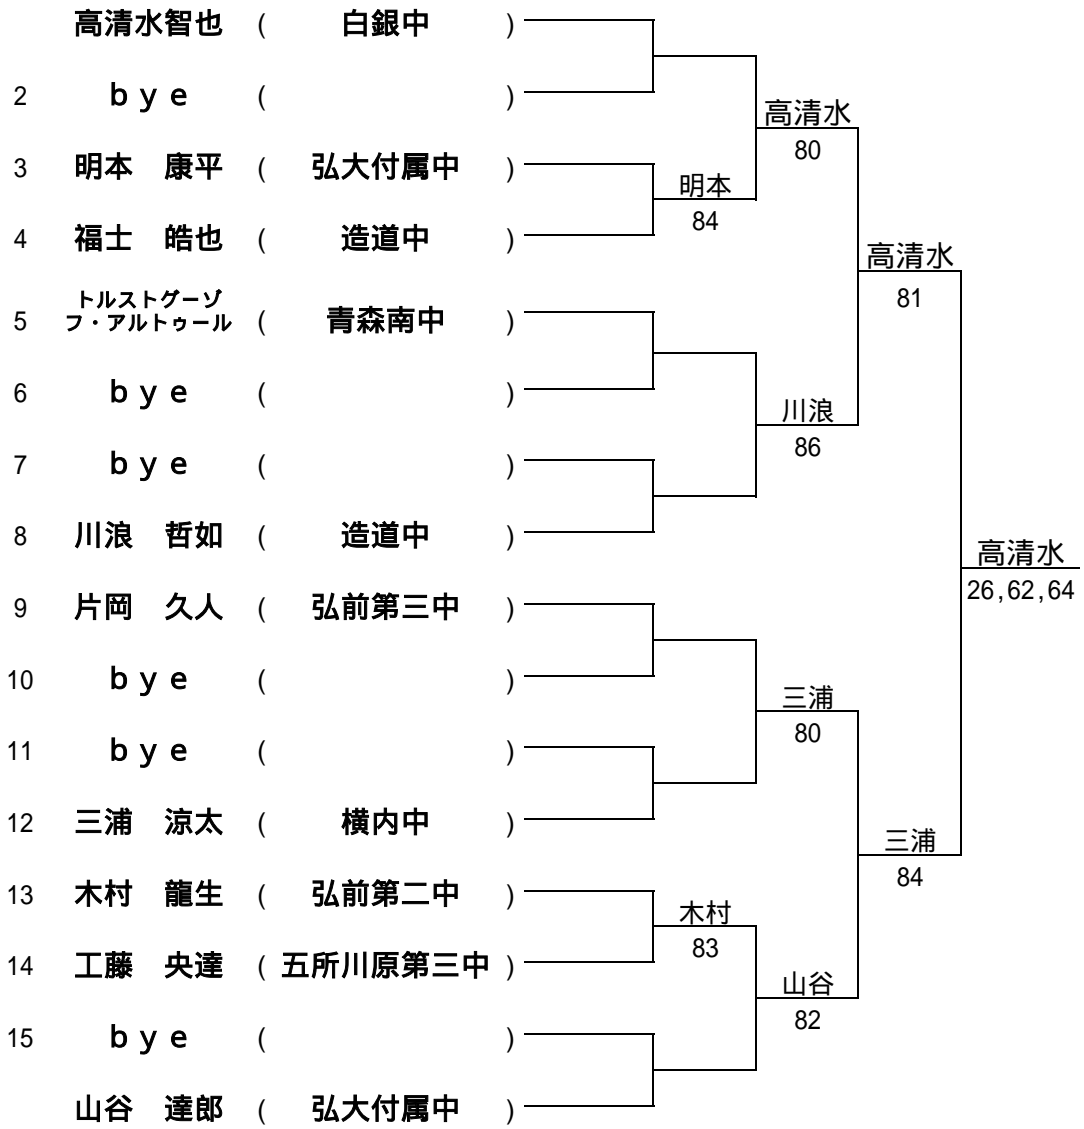 高清水智也 ( 白銀中 )
2 bye ( )
高清水
80
3 明本 康平 ( 弘大付属中 )
明本
84
4 福士 皓也 ( 造道中 )
高清水
81
トルストグーゾ
フ・アルトゥール
5 ( 青森南中 )
6 bye ( )
川浪
86
7 bye ( )
8 川浪 哲如 ( 造道中 )
高清水
26,62,64
9 片岡 久人 ( 弘前第三中 )
10 bye ( )
三浦
80
11 bye ( )
12 三浦 涼太 ( 横内中 )
三浦
84
13 木村 龍生 ( 弘前第二中 )
木村
83
14 工藤 央達 ( 五所川原第三中 )
山谷
82
15 bye ( )
山谷 達郎 ( 弘大付属中 )